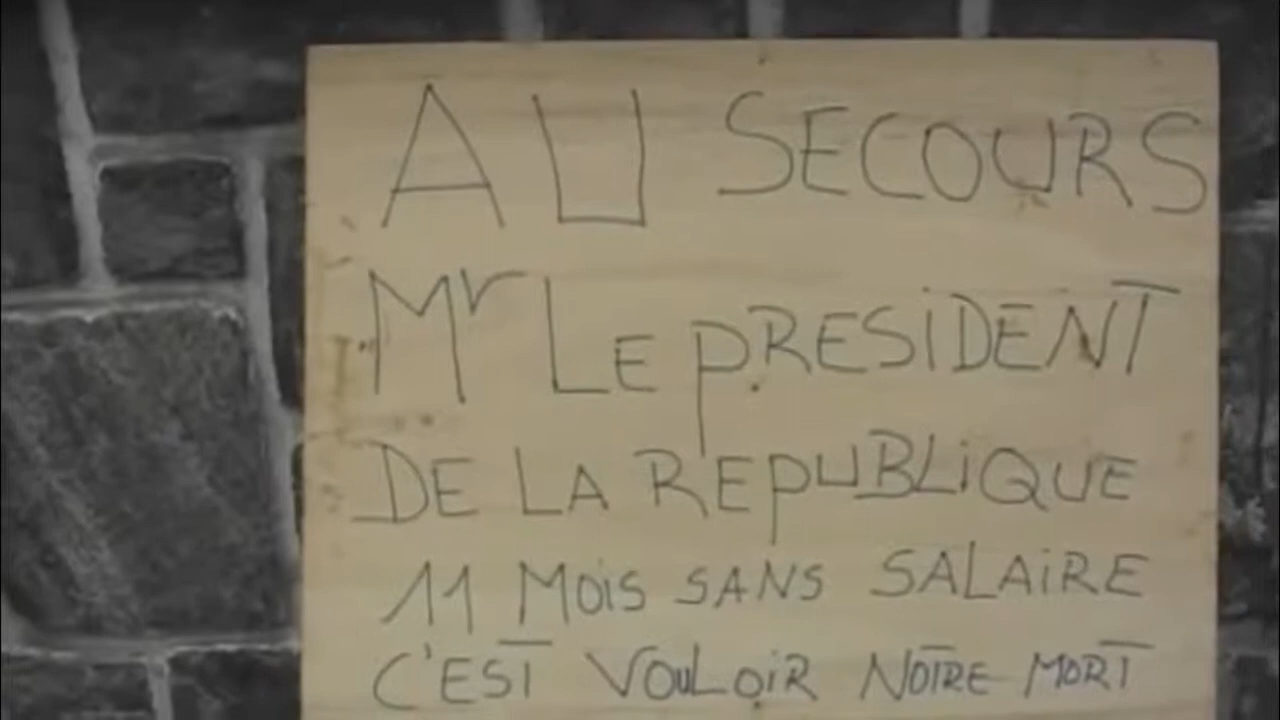 AU SECOURS
Mr LE PRESIDENT
DE LA REPUBLIQUE
11 MOIS SANS SALAIRE
C'EST VOULOIR NOTRE MORT